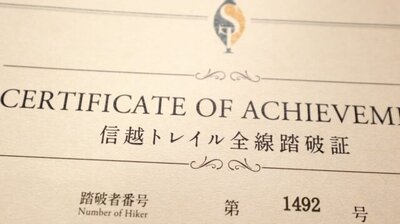 CERTIFICATE OF ACHIEVEM
信越トレイル全線踏破証
踏破者番号 第 1492 号
Number of Hiker